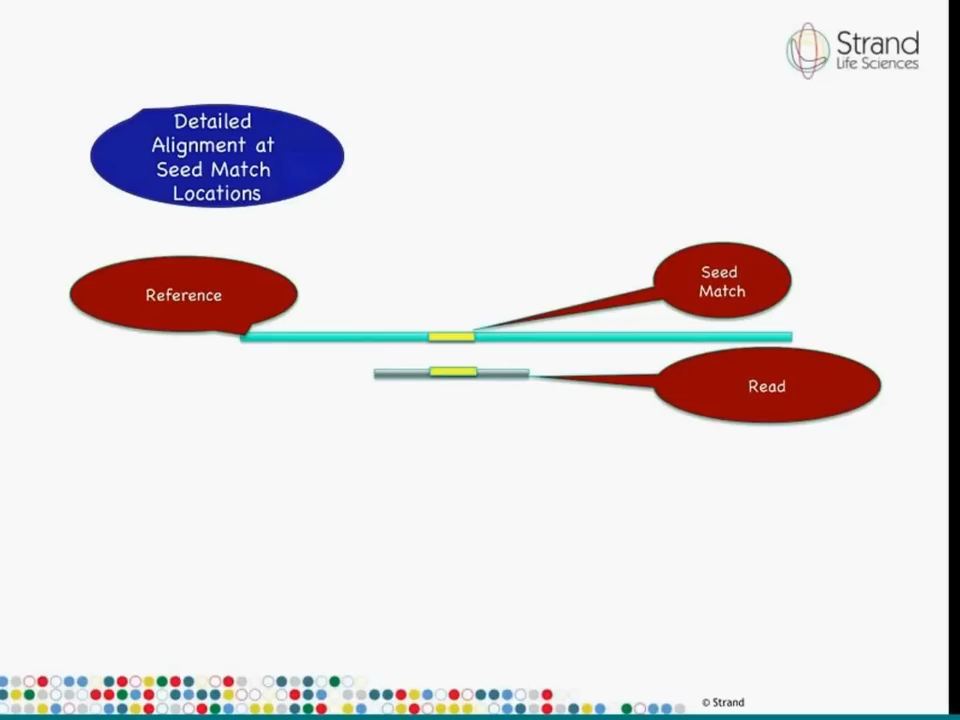 Strand
Life Sciences
Detailed
Alignment at
Seed Match
Locations
Seed
Match
Reference
Read
© Strand